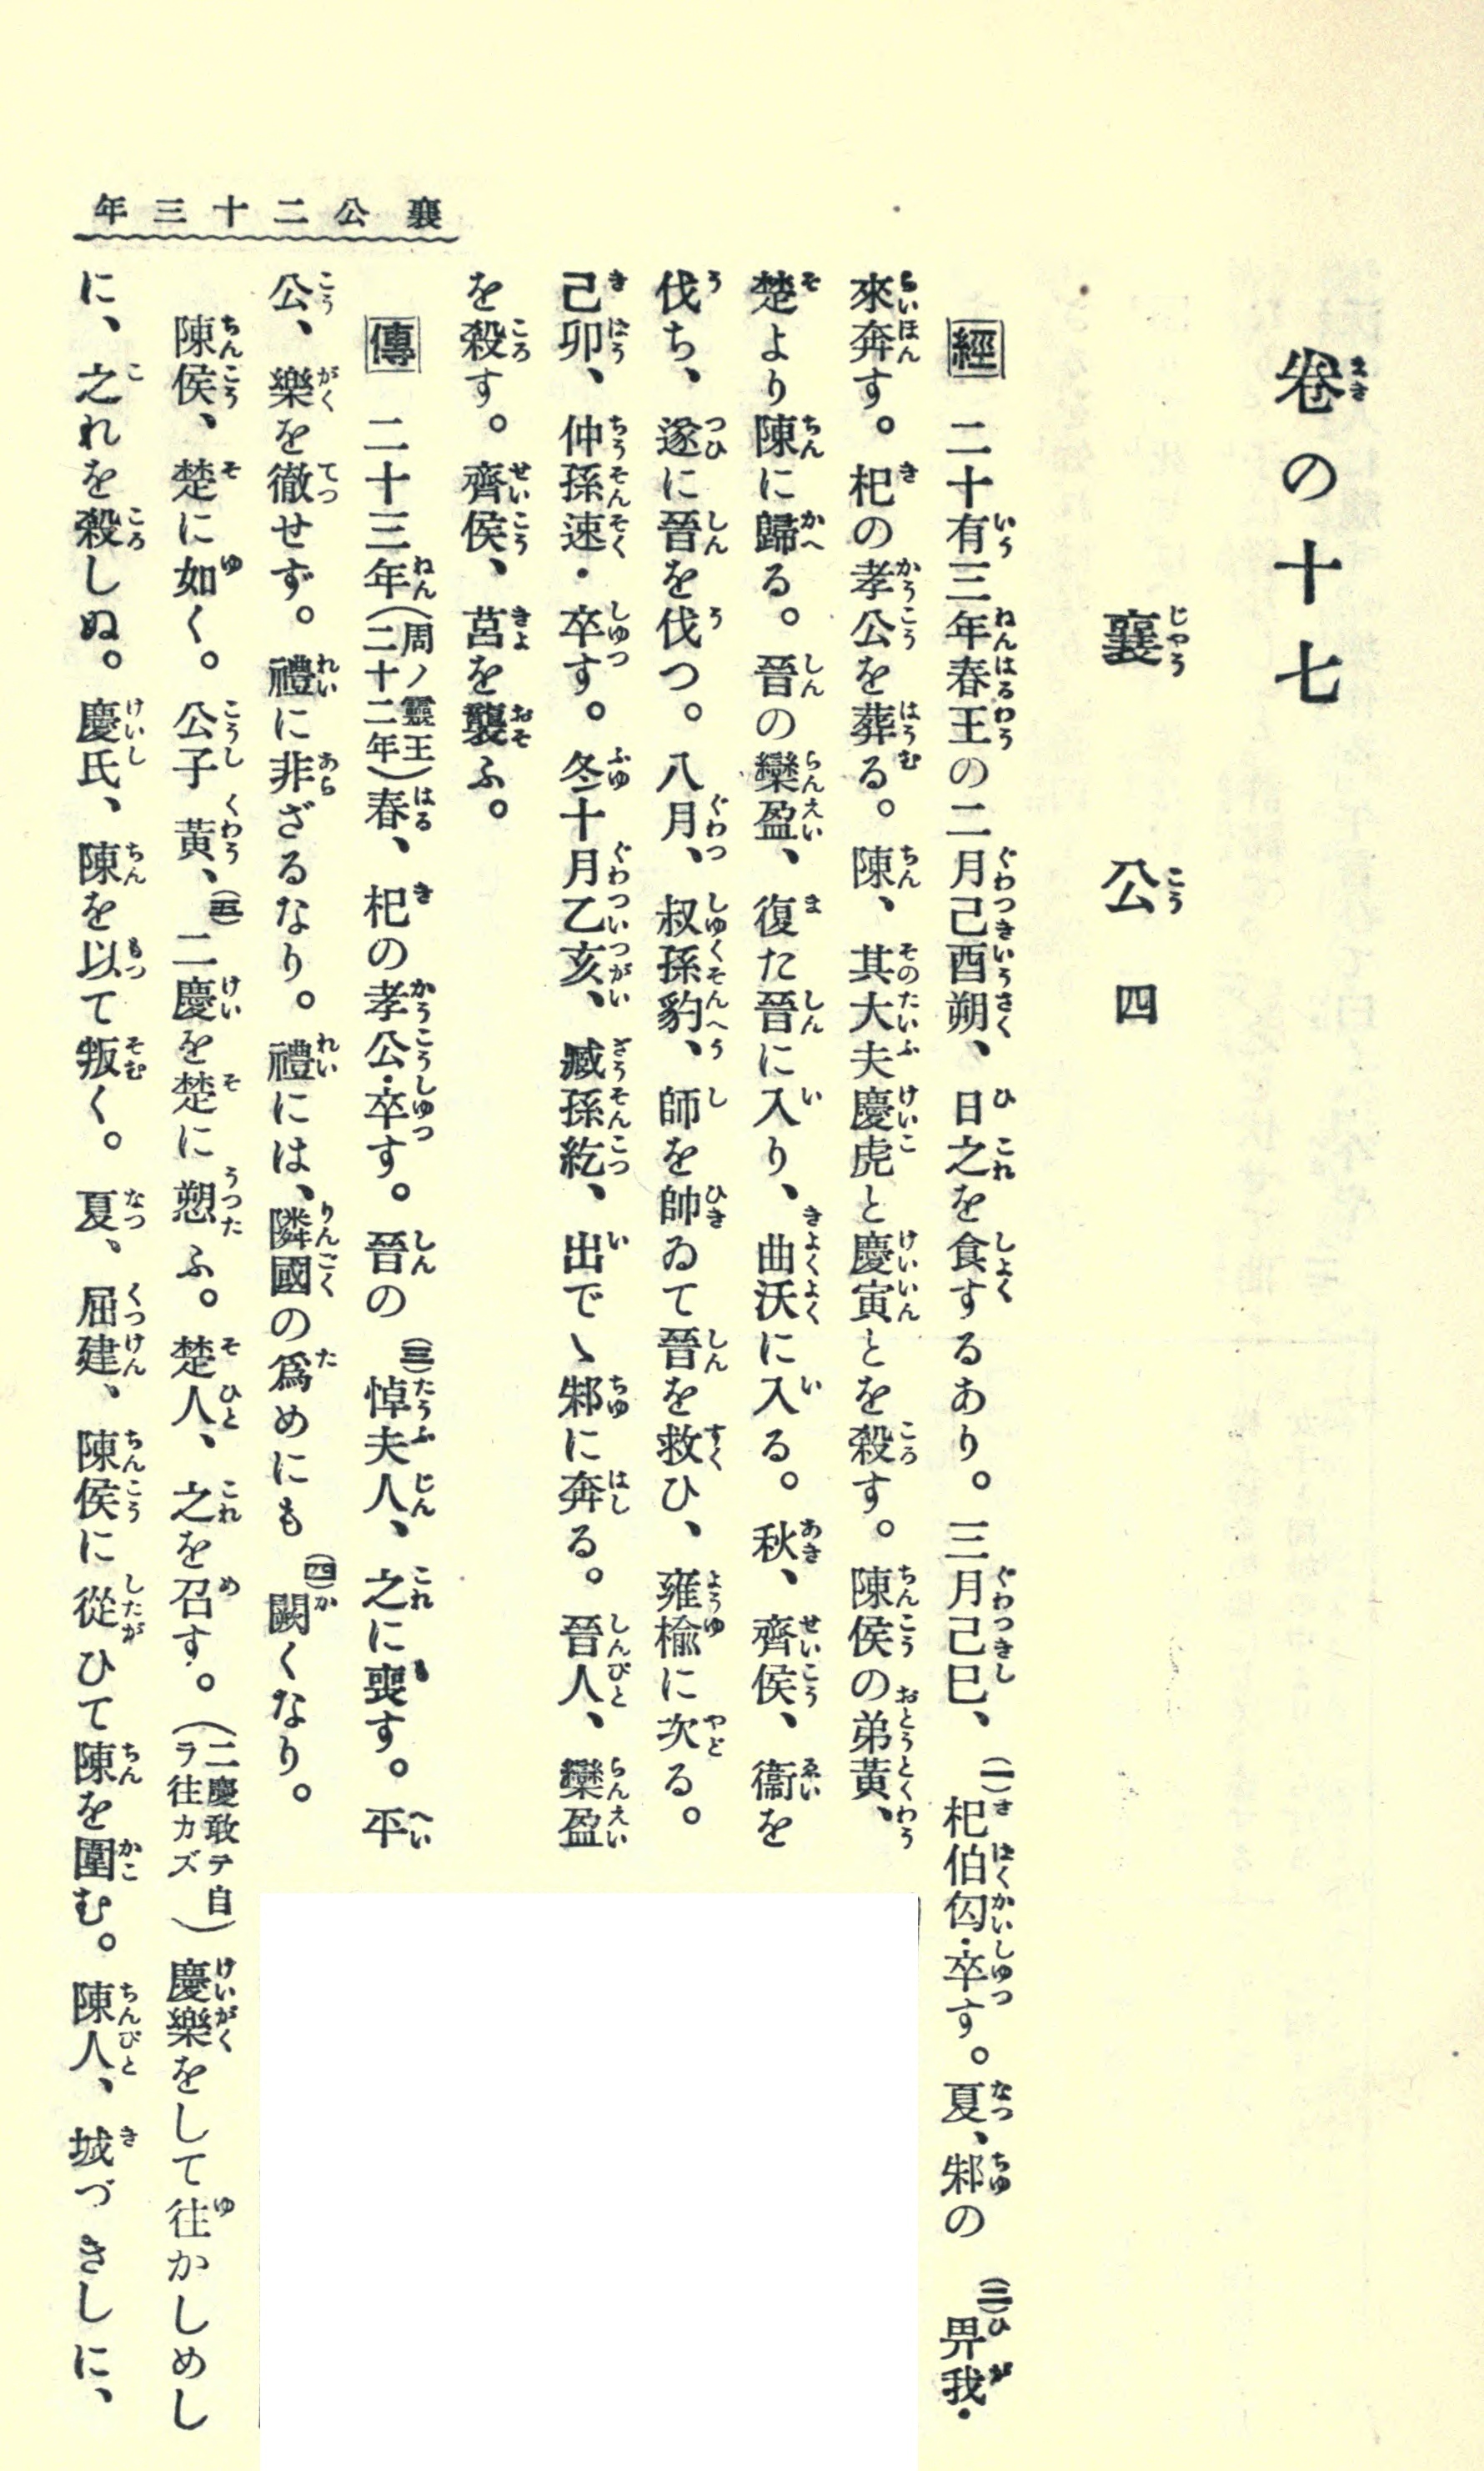 卷の十七
襄公四
經 二十有三年春王の二月己酉朔、日之を食するあり。三月己巳、(一)杞伯匃・卒す。夏、邾の(二)畀我・
來奔す。杞の孝公を葬る。陳、其大夫慶虎と慶寅とを殺す。陳侯の弟黄、
楚より陳に歸る。晉の欒盈、復た晉に入り、曲沃に入る。秋、齊侯、衞を
伐ち、遂に晉を伐つ。八月、叔孫豹、師を帥ゐて晉を救ひ、雍楡に次る。
己卯、仲孫速・卒す。冬十月乙亥、臧孫紇、出でゝ邾に奔る。晉人、欒盈
を殺す。齊侯、莒を襲ふ。
傳 二十三年(周ノ靈王二十二年)春、杞の孝公・卒す。晉の(三)悼夫人、之に喪す。平
公、樂を徹せず。禮に非ざるなり。禮には、隣國の爲めにも(四)闕くなり。
陳侯、楚に如く。公子黄、(五)二慶を楚に愬ふ。楚人、之を召す。(二慶敢テ自ラ往カズ)慶樂をして往かしめし
に、之れを殺しぬ。慶氏、陳を以て叛く。夏、屈建、陳侯に從ひて陳を圍む。陳人、城づきしに、
襄公二十三年